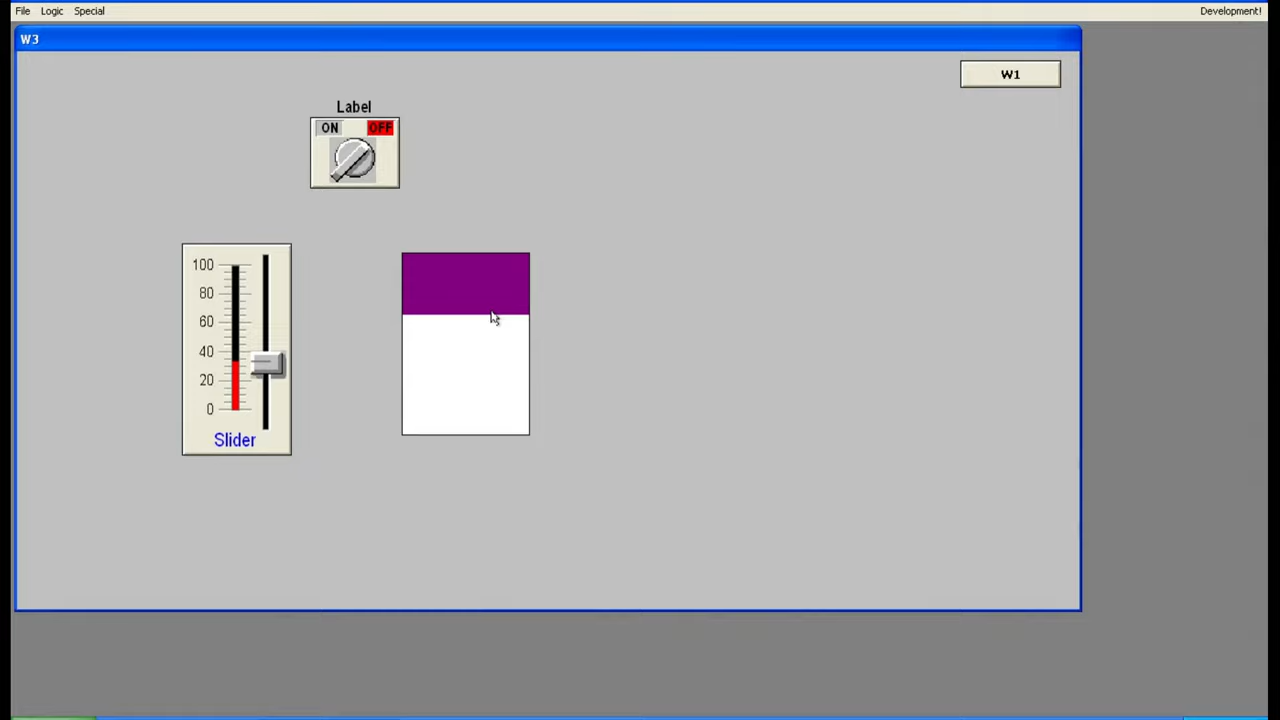 File Logic Special Development!
W3
W1
Label
ON OFF
100
80
60
40
20
0
Slider